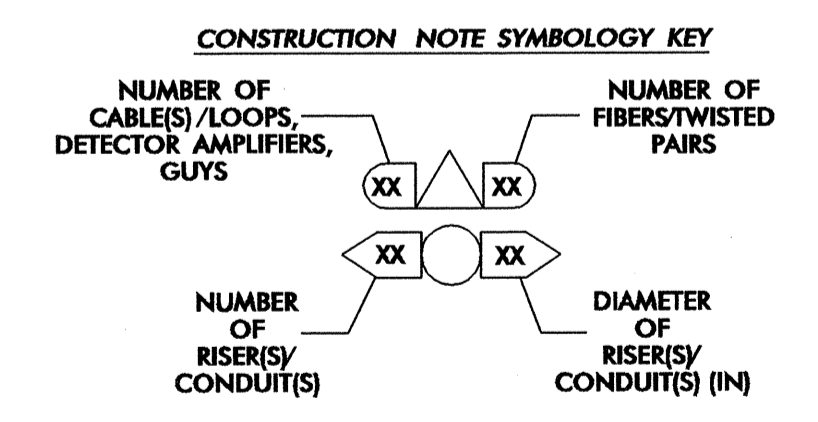 CONSTRUCTION NOTE SYMBOLOGY KEY
NUMBER OF
CABLE(S)/LOOPS,
DETECTOR AMPLIFIERS,
GUYS
NUMBER OF
FIBERS/TWISTED
PAIRS
XX
XX
XX
XX
NUMBER
OF
RISER(S)/
CONDUIT(S)
DIAMETER
OF
RISER(S)/
CONDUIT(S) (IN)